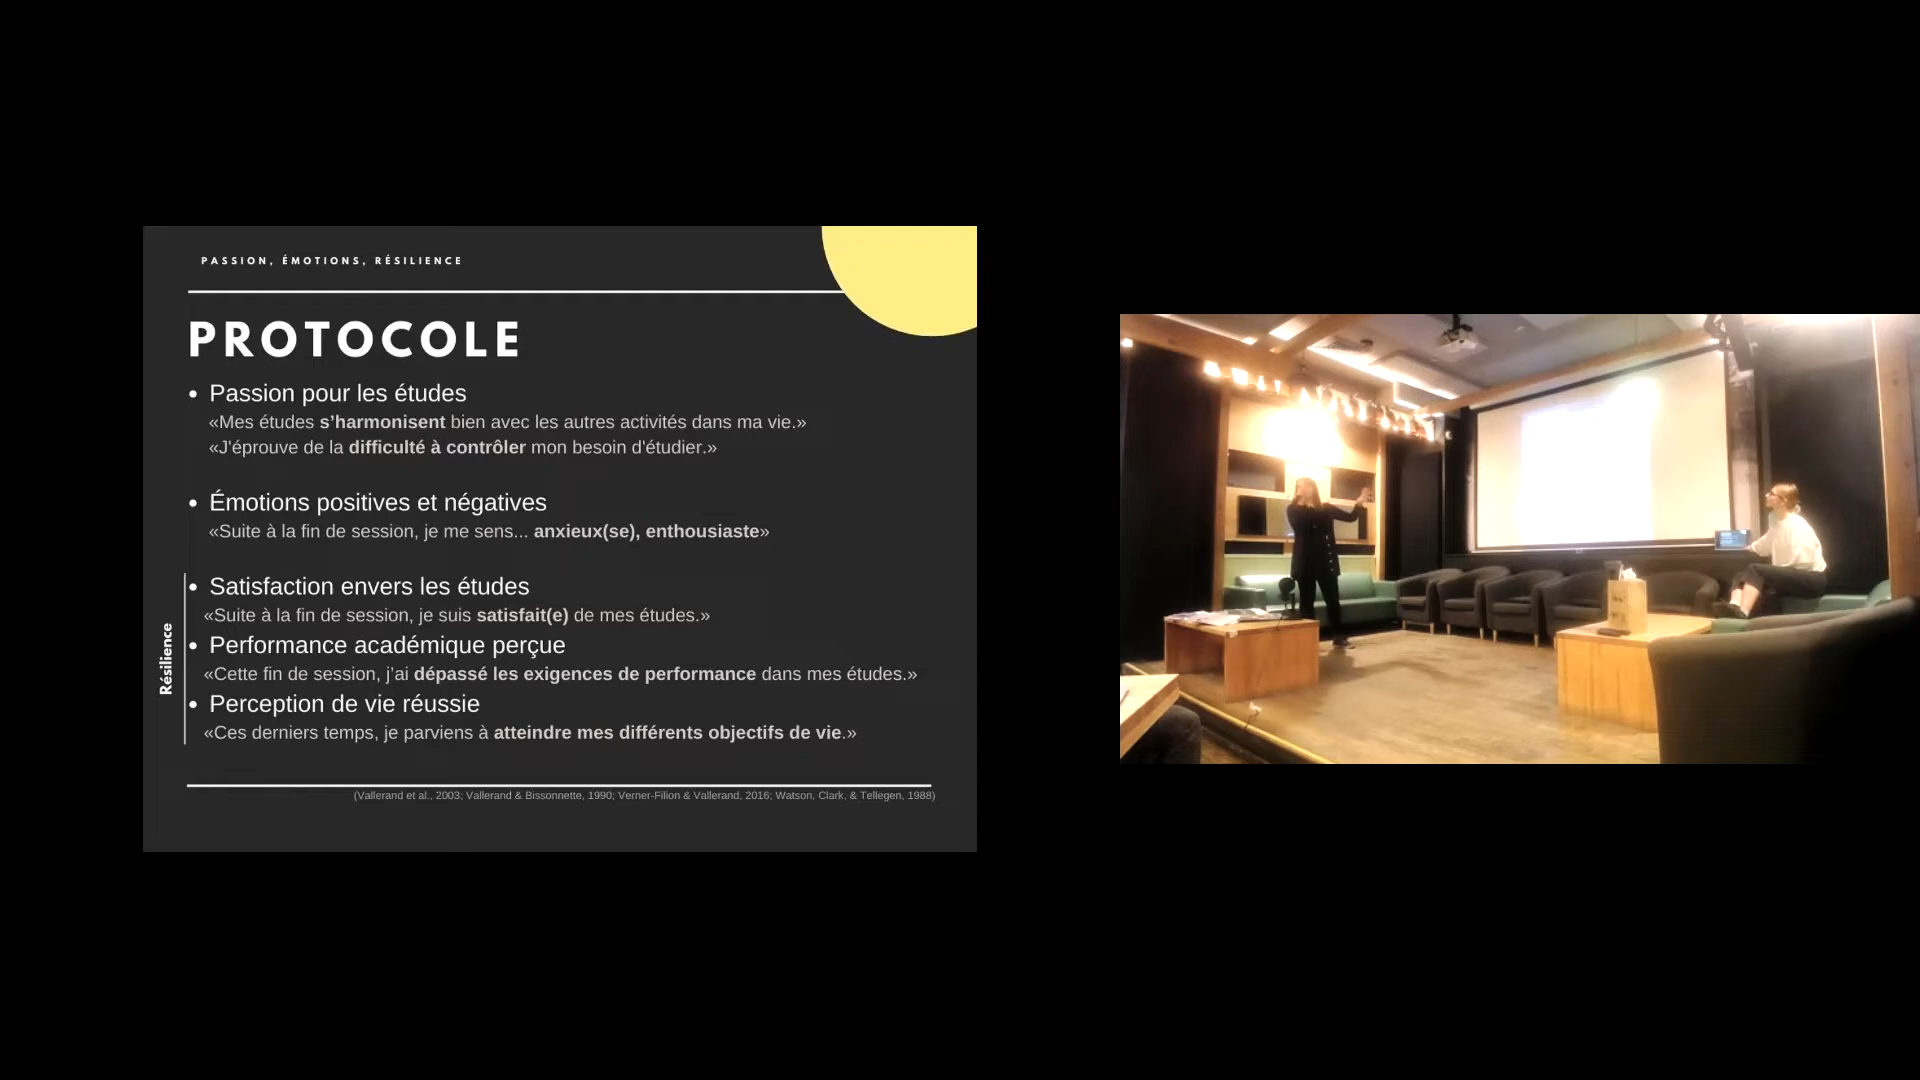 PASSION, ÉMOTIONS, RÉSILIENCE
PROTOCOLE
• Passion pour les études
«Mes études s’harmonisent bien avec les autres activités dans ma vie.»
«J'éprouve de la difficulté à contrôler mon besoin d'étudier.»
• Émotions positives et négatives
«Suite à la fin de session, je me sens... anxieux(se), enthousiaste»
Résilience
• Satisfaction envers les études
«Suite à la fin de session, je suis satisfait(e) de mes études.»
• Performance académique perçue
«Cette fin de session, j’ai dépassé les exigences de performance dans mes études.»
• Perception de vie réussie
«Ces derniers temps, je parviens à atteindre mes différents objectifs de vie.»
(Vallerand et al., 2003; Vallerand & Bissonnette, 1990; Verner-Filion & Vallerand, 2016; Watson, Clark, & Tellegen, 1988)